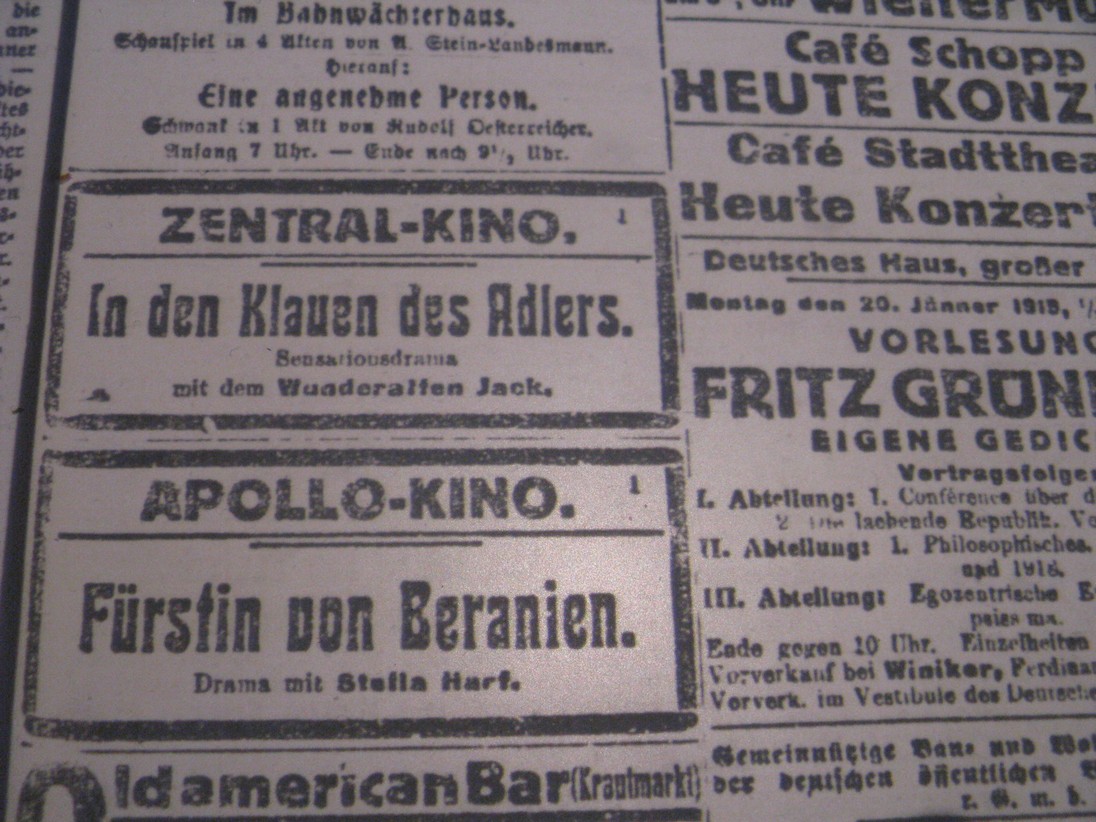 Im Bahnwächterhaus.
Schauspiel in 4 Akten von A. Stein-Landesmann.
Hierauf:
Eine angenehme Person.
Schwank in 1 Akt von Rudolf Oesterreicher.
Anfang 7 Uhr. — Ende nach 9½ Uhr.
ZENTRAL-KINO.
In den Klauen des Adlers.
Sensationsdrama
mit dem Wunderaffen Jack.
APOLLO-KINO.
Fürstin von Beranien.
Drama mit Stella Harf.
Oldamerican Bar (Krautmarkt)
Café Schopp
HEUTE KONZ
Café Stadtthea
Heute Konzert
Deutsches Haus, großer
Montag den 20. Jänner 1919,
VORLESUNG
FRITZ GRÜN
EIGENE GEDIC
Vortragsfolge:
I. Abteilung: 1. Conférence über d
2. lachende Republik.
II. Abteilung: 1. Philosophisches.
und 1918.
III. Abteilung: Egozentrische
Ende gegen 10 Uhr. Einzelheiten
Vorverkauf bei Winiker, Ferdinan
Vorverk. im Vestibule des Deutsche
Gemeinnützige Bau- und Wo
der deutschen öffentlichen
r. G. m. b.